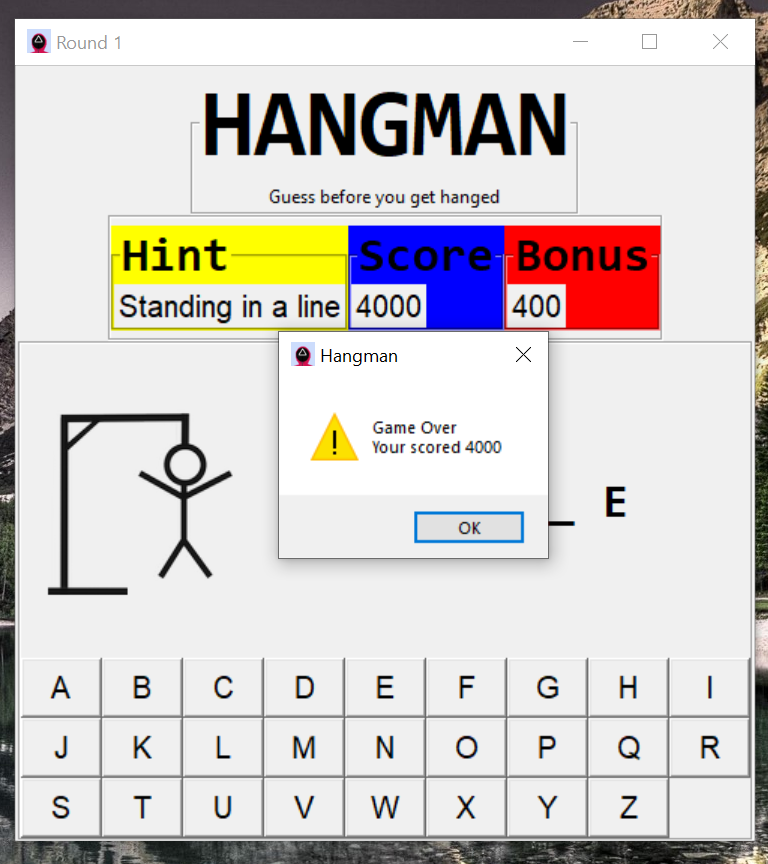 Round 1
HANGMAN
Guess before you get hanged
Hint Score Bonus
Standing in a line 4000 400
Hangman
Game Over
Your scored 4000
OK
_ E
A B C D E F G H I
J K L M N O P Q R
S T U V W X Y Z